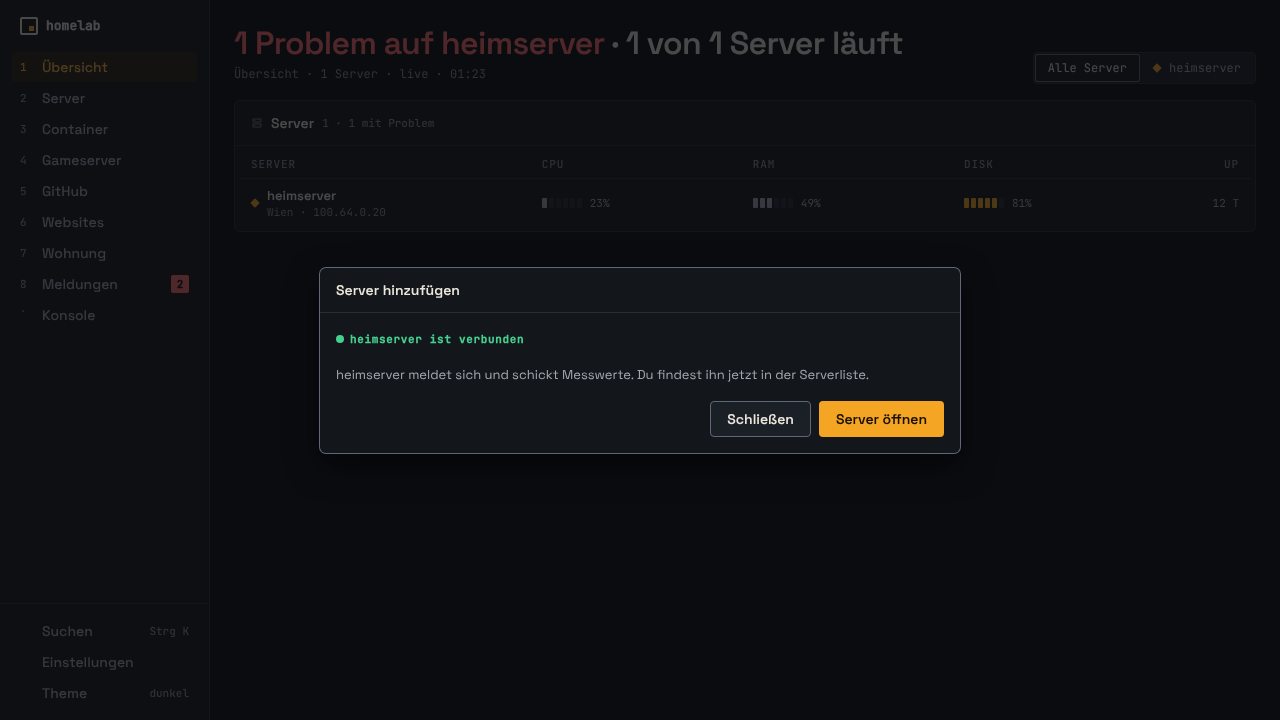 homelab
1 Übersicht
2 Server
3 Container
4 Gameserver
5 GitHub
6 Websites
7 Wohnung
8 Meldungen 2
` Konsole
Suchen Strg K
Einstellungen
Theme dunkel
1 Problem auf heimserver · 1 von 1 Server läuft
Übersicht · 1 Server · live · 01:23
Alle Server heimserver
Server 1 · 1 mit Problem
SERVER CPU RAM DISK UP
heimserver 23% 49% 81% 12 T
Wien · 100.64.0.20
Server hinzufügen
heimserver ist verbunden
heimserver meldet sich und schickt Messwerte. Du findest ihn jetzt in der Serverliste.
Schließen Server öffnen